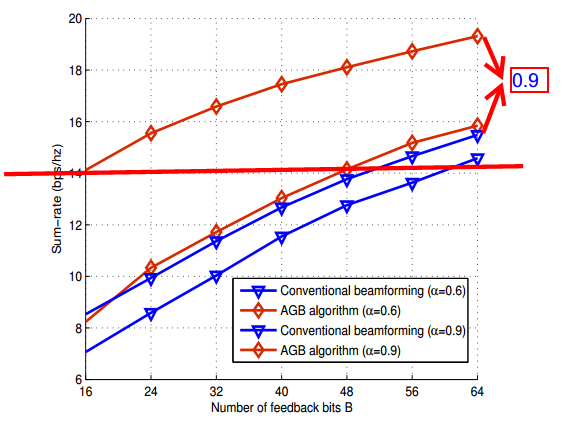 20
18
0.9
16
14
12
10
8
6
Sum-rate (bps/hz)
Conventional beamforming (α=0.6)
AGB algorithm (α=0.6)
Conventional beamforming (α=0.9)
AGB algorithm (α=0.9)
16 24 32 40 48 56 64
Number of feedback bits B